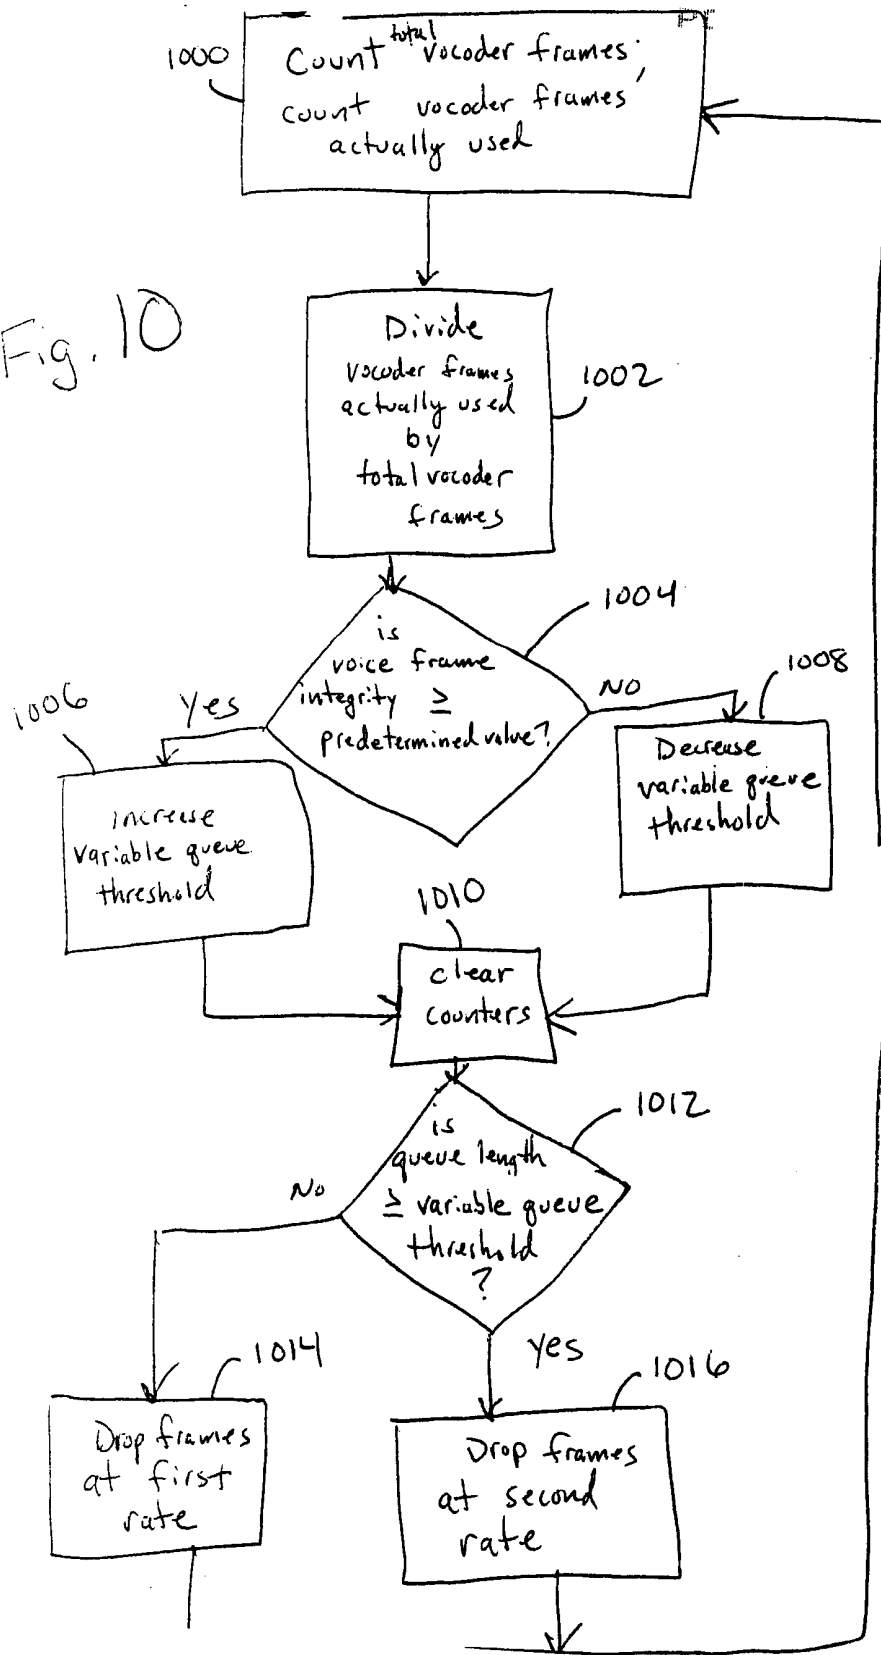 1000
Count total vocoder frames;
count vocoder frames
actually used
Fig. 10
Divide
vocoder frames
actually used
by
total vocoder
frames
1002
1004
is
voice frame
integrity ≥
predetermined value?
Yes
NO
1006
1008
increase
variable queue
threshold
Decrease
variable queue
threshold
1010
clear
counters
1012
is
queue length
≥ variable queue
threshold
?
No
yes
1014
1016
Drop frames
at first
rate
Drop frames
at second
rate